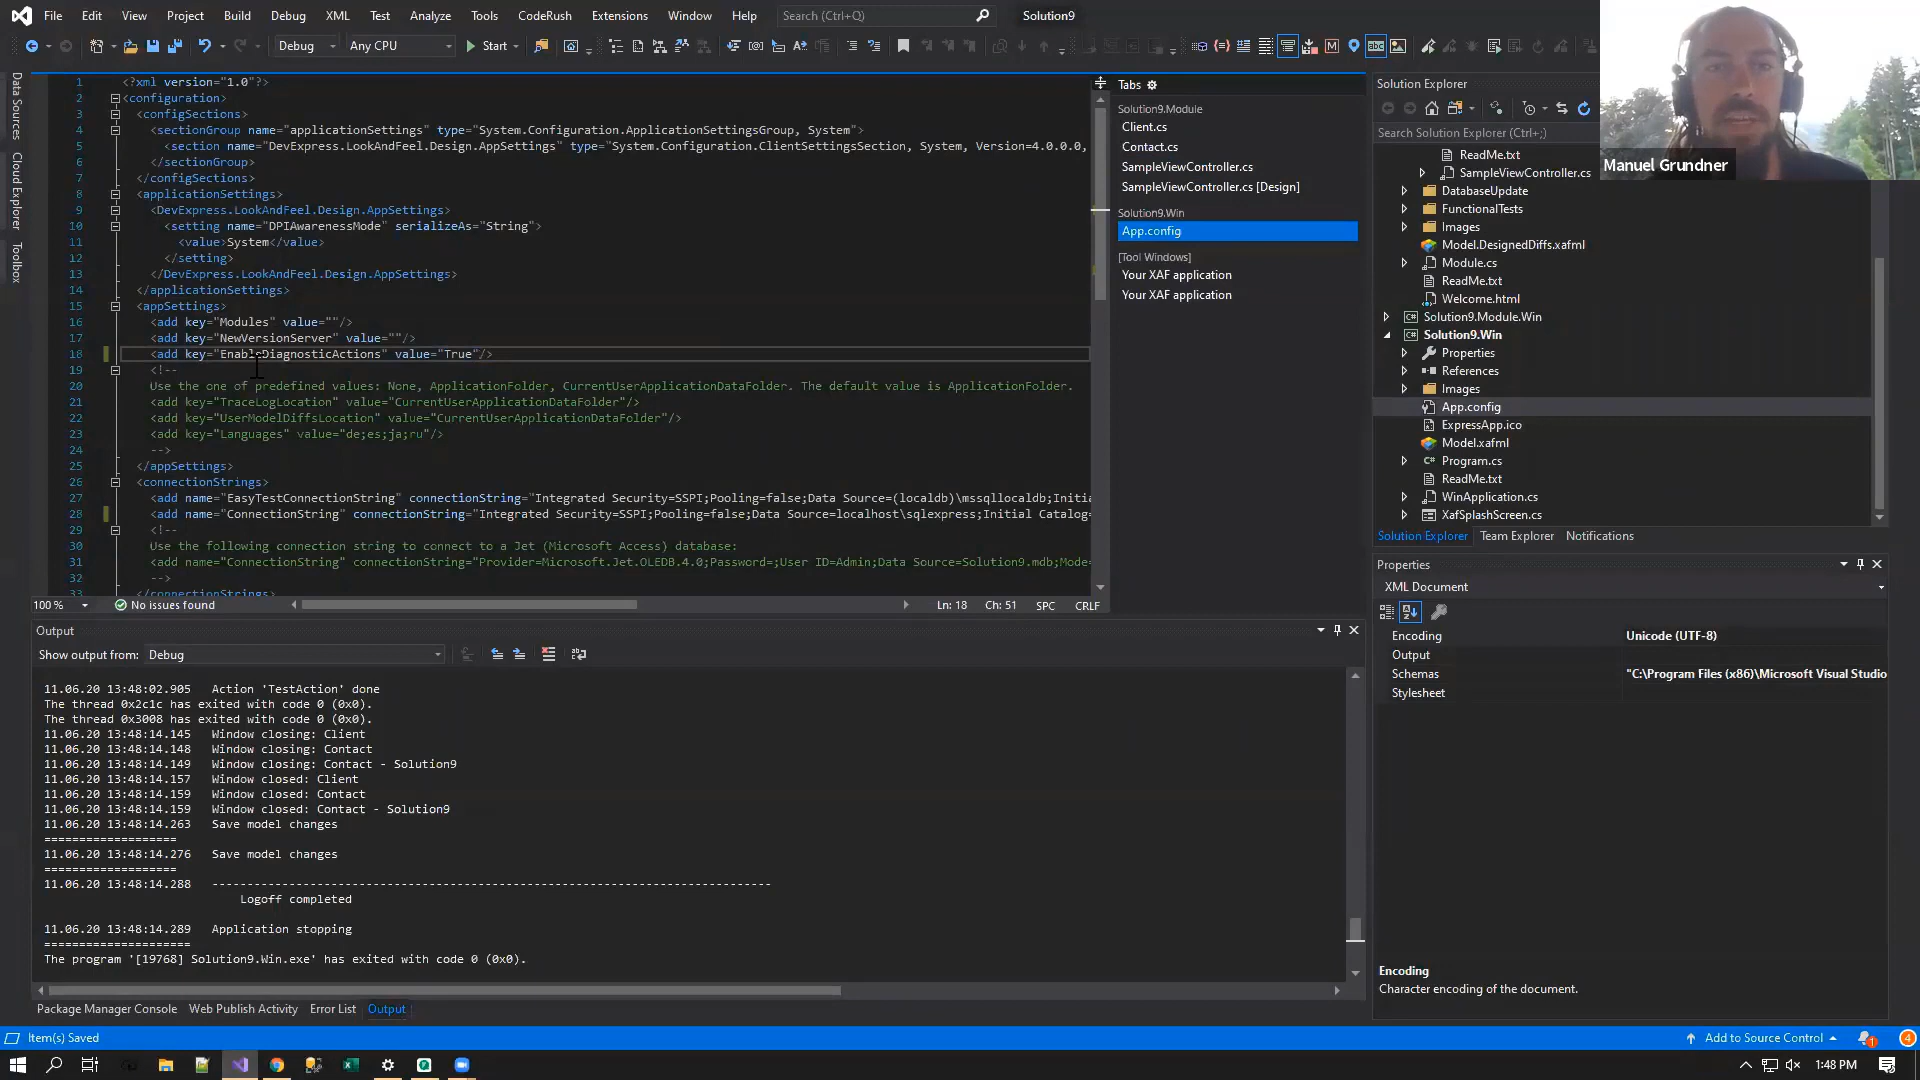 File Edit View Project Build Debug XML Test Analyze Tools CodeRush Extensions Window Help Search (Ctrl+Q) Solution9
Debug Any CPU Start
Data Sources
Cloud Explorer
Toolbox
1 <?xml version="1.0"?>
2 <configuration>
3 <configSections>
4 <sectionGroup name="applicationSettings" type="System.Configuration.ApplicationSettingsGroup, System">
5 <section name="DevExpress.LookAndFeel.Design.AppSettings" type="System.Configuration.ClientSettingsSection, System, Version=4.0.0.0,
6 </sectionGroup>
7 </configSections>
8 <applicationSettings>
9 <DevExpress.LookAndFeel.Design.AppSettings>
10 <setting name="DPIAwarenessMode" serializeAs="String">
11 <value>System</value>
12 </setting>
13 </DevExpress.LookAndFeel.Design.AppSettings>
14 </applicationSettings>
15 <appSettings>
16 <add key="Modules" value=""/>
17 <add key="NewVersionServer" value=""/>
18 <add key="EnableDiagnosticActions" value="True"/>
19 <!--
20 Use the one of predefined values: None, ApplicationFolder, CurrentUserApplicationDataFolder. The default value is ApplicationFolder.
21 <add key="TraceLogLocation" value="CurrentUserApplicationDataFolder"/>
22 <add key="UserModelDiffsLocation" value="CurrentUserApplicationDataFolder"/>
23 <add key="Languages" value="de;es;ja;ru"/>
24 -->
25 </appSettings>
26 <connectionStrings>
27 <add name="EasyTestConnectionString" connectionString="Integrated Security=SSPI;Pooling=false;Data Source=(localdb)\mssqllocaldb;Initia
28 <add name="ConnectionString" connectionString="Integrated Security=SSPI;Pooling=false;Data Source=localhost\sqlexpress;Initial Catalog=
29 <!--
30 Use the following connection string to connect to a Jet (Microsoft Access) database:
31 <add name="ConnectionString" connectionString="Provider=Microsoft.Jet.OLEDB.4.0;Password=;User ID=Admin;Data Source=Solution9.mdb;Mode=
32 -->
33 </connectionStrings>
100 % No issues found Ln: 18 Ch: 51 SPC CRLF
Tabs
Solution9.Module
Client.cs
Contact.cs
SampleViewController.cs
SampleViewController.cs [Design]
Solution9.Win
App.config
[Tool Windows]
Your XAF application
Your XAF application
Solution Explorer
Search Solution Explorer (Ctrl+;)
ReadMe.txt
SampleViewController.cs
DatabaseUpdate
FunctionalTests
Images
Model.DesignedDiffs.xafml
Module.cs
ReadMe.txt
Welcome.html
Solution9.Module.Win
Solution9.Win
Properties
References
Images
App.config
ExpressApp.ico
Model.xafml
Program.cs
ReadMe.txt
WinApplication.cs
XafSplashScreen.cs
Solution Explorer Team Explorer Notifications
Manuel Grundner
Properties
XML Document
Encoding Unicode (UTF-8)
Output
Schemas "C:\Program Files (x86)\Microsoft Visual Studio
Stylesheet
Encoding
Character encoding of the document.
Output
Show output from: Debug
11.06.20 13:48:02.905 Action 'TestAction' done
The thread 0x2c1c has exited with code 0 (0x0).
The thread 0x3008 has exited with code 0 (0x0).
11.06.20 13:48:14.145 Window closing: Client
11.06.20 13:48:14.148 Window closing: Contact
11.06.20 13:48:14.149 Window closing: Contact - Solution9
11.06.20 13:48:14.157 Window closed: Client
11.06.20 13:48:14.159 Window closed: Contact
11.06.20 13:48:14.159 Window closed: Contact - Solution9
11.06.20 13:48:14.263 Save model changes
===================
11.06.20 13:48:14.276 Save model changes
===================
11.06.20 13:48:14.288 --------------------------------------------------------------------------------
Logoff completed
11.06.20 13:48:14.289 Application stopping
=====================
The program '[19768] Solution9.Win.exe' has exited with code 0 (0x0).
Package Manager Console Web Publish Activity Error List Output
Item(s) Saved Add to Source Control 1 4
1:48 PM